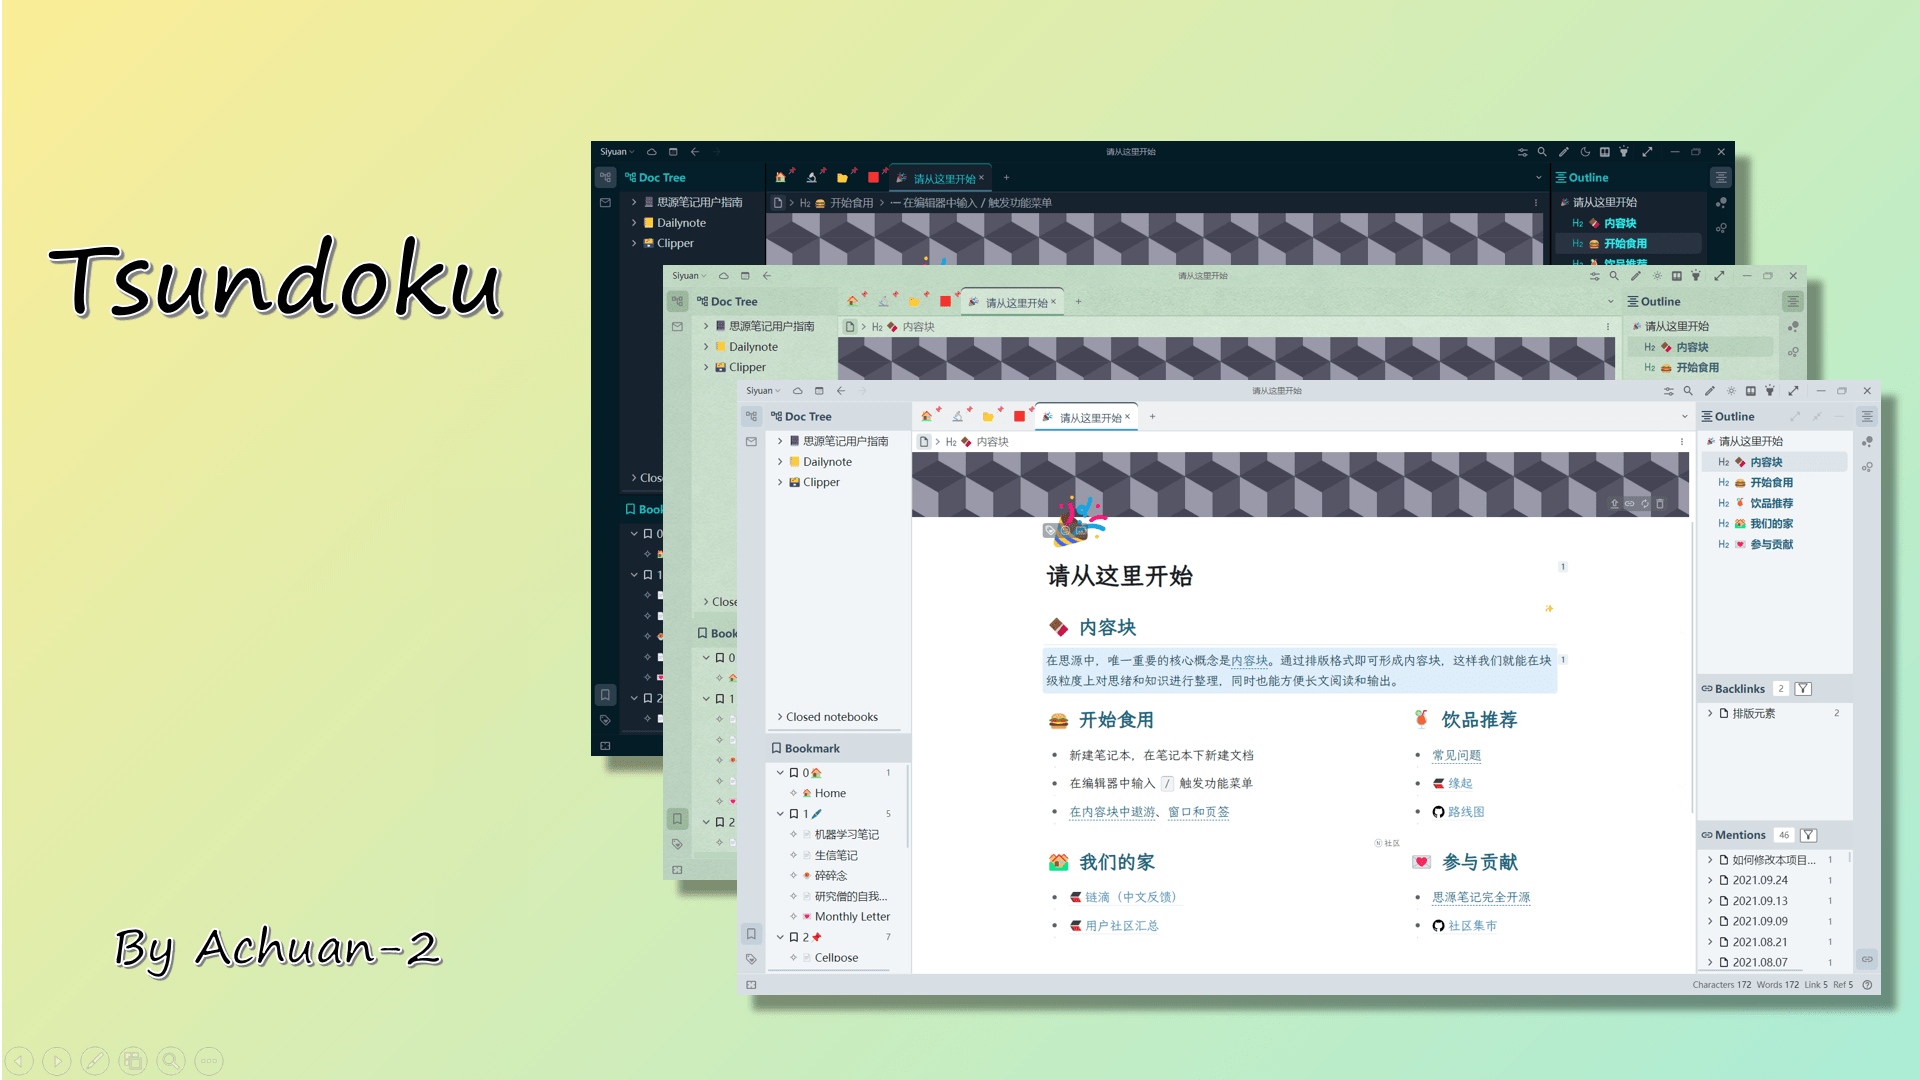 Tsundoku
By Achuan-2
Siyuan
请从这里开始
Doc Tree
请从这里开始
Outline
思源笔记用户指南
H2 开始食用
在编辑器中输入 / 触发功能菜单
请从这里开始
Dailynote
H2 内容块
Clipper
H2 开始食用
饮品推荐
0
1
2
Siyuan
请从这里开始
Doc Tree
请从这里开始
Outline
思源笔记用户指南
H2 内容块
请从这里开始
Dailynote
H2 内容块
Clipper
H2 开始食用
0
1
2
Siyuan
请从这里开始
Doc Tree
思源笔记用户指南
Dailynote
Clipper
Closed notebooks
Bookmark
0 1
Home
1 5
机器学习笔记
生信笔记
碎碎念
研究僧的自我...
Monthly Letter
2 7
Cellpose
请从这里开始
H2 内容块
请从这里开始 1
内容块
在思源中，唯一重要的核心概念是内容块。通过排版格式即可形成内容块，这样我们就能在块 1
级粒度上对思绪和知识进行整理，同时也能方便长文阅读和输出。
开始食用
新建笔记本，在笔记本下新建文档
在编辑器中输入 / 触发功能菜单
在内容块中遨游、窗口和页签
饮品推荐
常见问题
缘起
路线图
社区
我们的家
链滴（中文反馈）
用户社区汇总
参与贡献
思源笔记完全开源
社区集市
Outline
请从这里开始
H2 内容块
H2 开始食用
H2 饮品推荐
H2 我们的家
H2 参与贡献
Backlinks 2
排版元素 2
Mentions 46
如何修改本项目... 1
2021.09.24 1
2021.09.13 1
2021.09.09 1
2021.08.21 1
2021.08.07 1
Characters 172 Words 172 Link 5 Ref 5